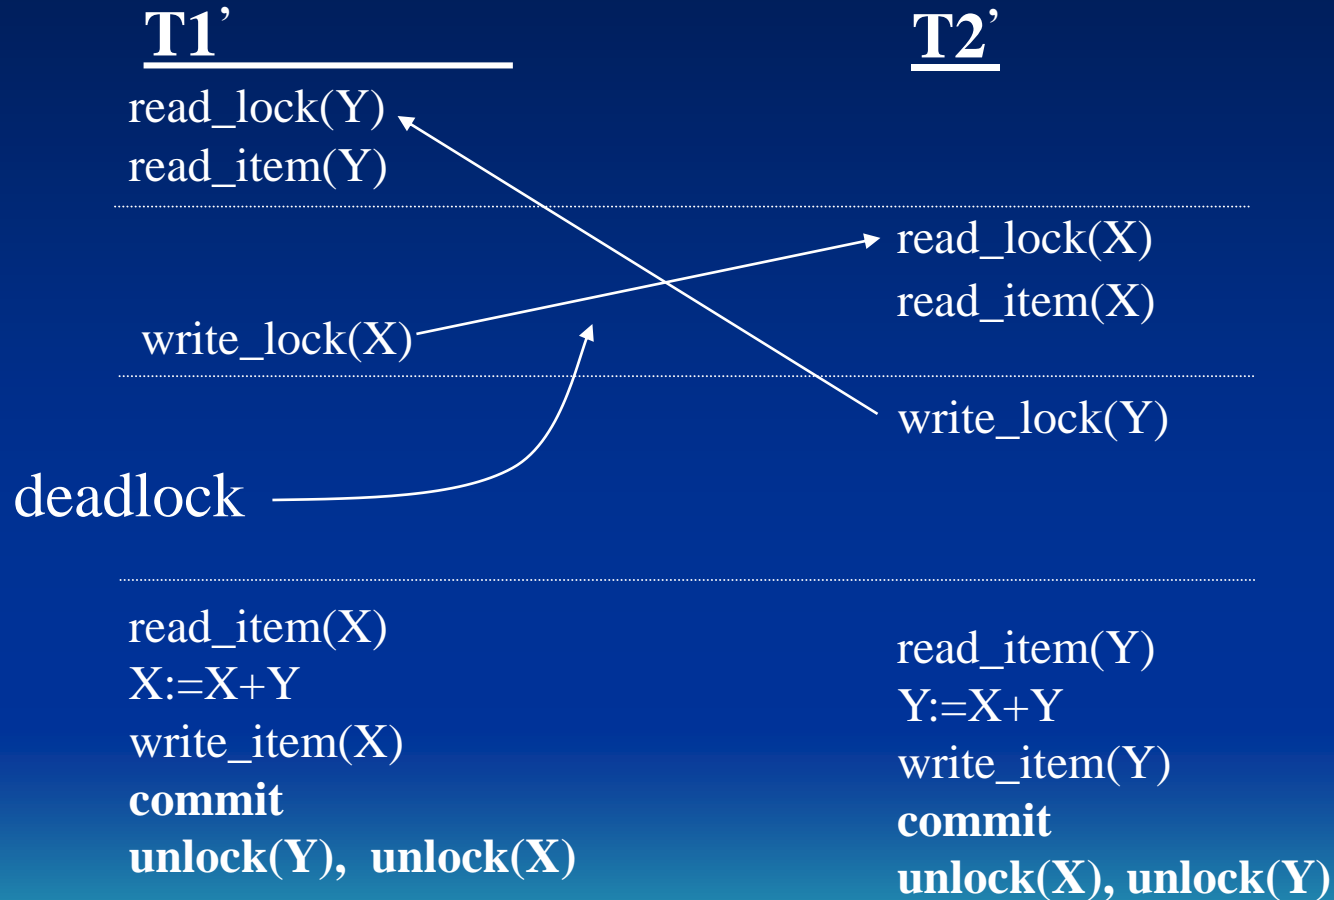 T1’
T2’
read_lock(Y)
read_item(Y)
read_lock(X)
read_item(X)
write_lock(X)
write_lock(Y)
deadlock
read_item(X)
X:=X+Y
write_item(X)
commit
unlock(Y), unlock(X)
read_item(Y)
Y:=X+Y
write_item(Y)
commit
unlock(X), unlock(Y)